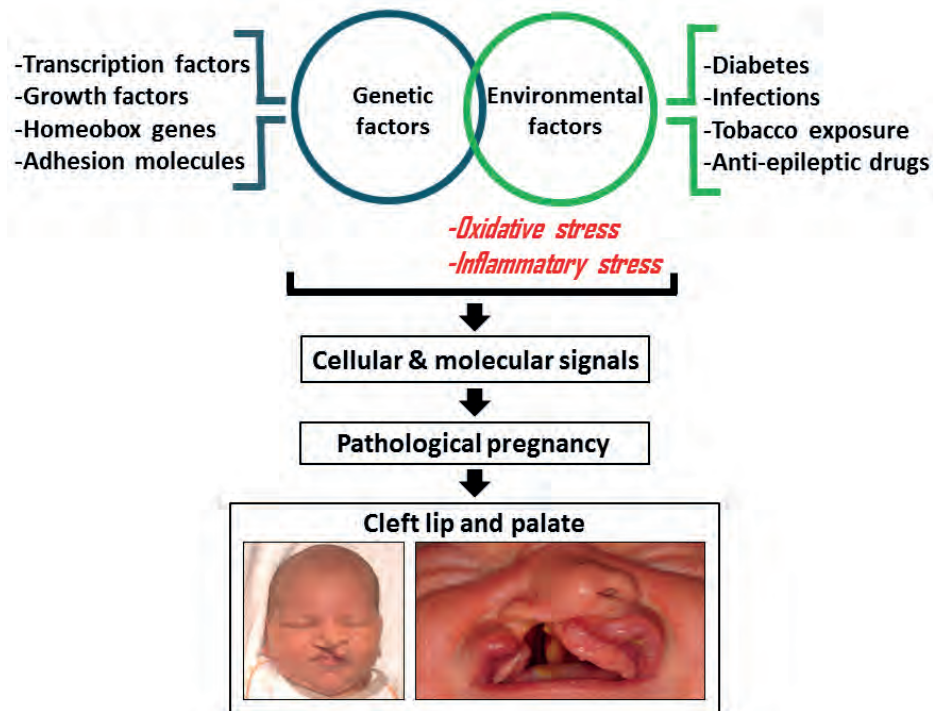 -Transcription factors
-Growth factors
-Homeobox genes
-Adhesion molecules
Genetic
factors
Environmental
factors
-Diabetes
-Infections
-Tobacco exposure
-Anti-epileptic drugs
-Oxidative stress
-Inflammatory stress
Cellular & molecular signals
Pathological pregnancy
Cleft lip and palate